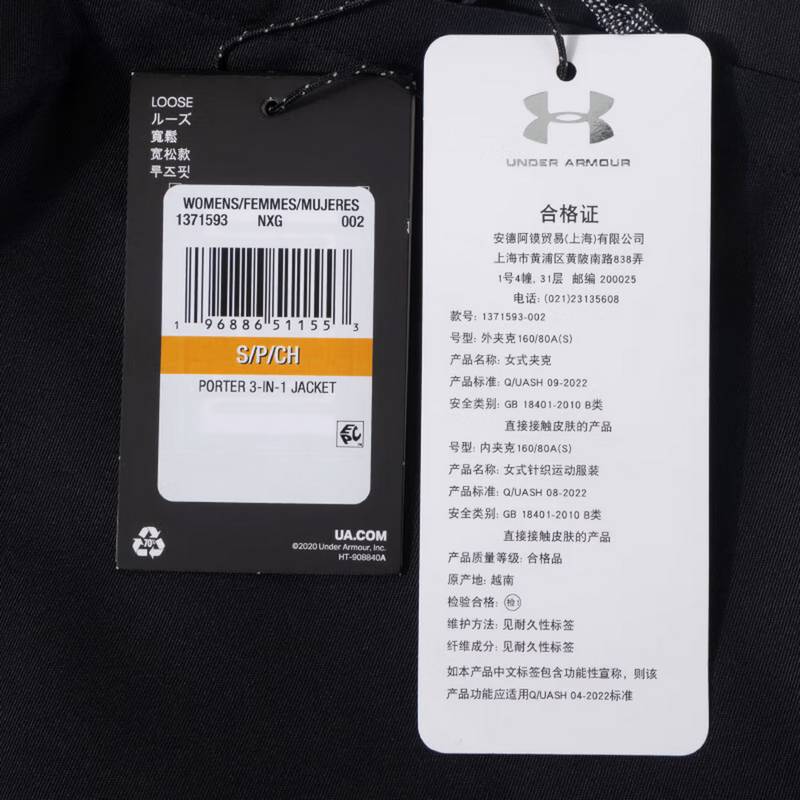 LOOSE
ルーズ
寬鬆
宽松款
루즈핏
WOMENS/FEMMES/MUJERES
1371593 NXG 002
1 96886 51155 3
S/P/CH
PORTER 3-IN-1 JACKET
EPC
70%
UA.COM
©2020 Under Armour, Inc.
HT-908840A
UNDER ARMOUR
合格证
安德阿镆贸易(上海)有限公司
上海市黄浦区黄陂南路838弄
1号4幢, 31层 邮编 200025
电话: (021)23135608
款号: 1371593-002
号型: 外夹克160/80A(S)
产品名称: 女式夹克
产品标准: Q/UASH 09-2022
安全类别: GB 18401-2010 B类
直接接触皮肤的产品
号型: 内夹克160/80A(S)
产品名称: 女式针织运动服装
产品标准: Q/UASH 08-2022
安全类别: GB 18401-2010 B类
直接接触皮肤的产品
产品质量等级: 合格品
原产地: 越南
检验合格: 检1
维护方法: 见耐久性标签
纤维成分: 见耐久性标签
如本产品中文标签包含功能性宣称，则该
产品功能应适用Q/UASH 04-2022标准